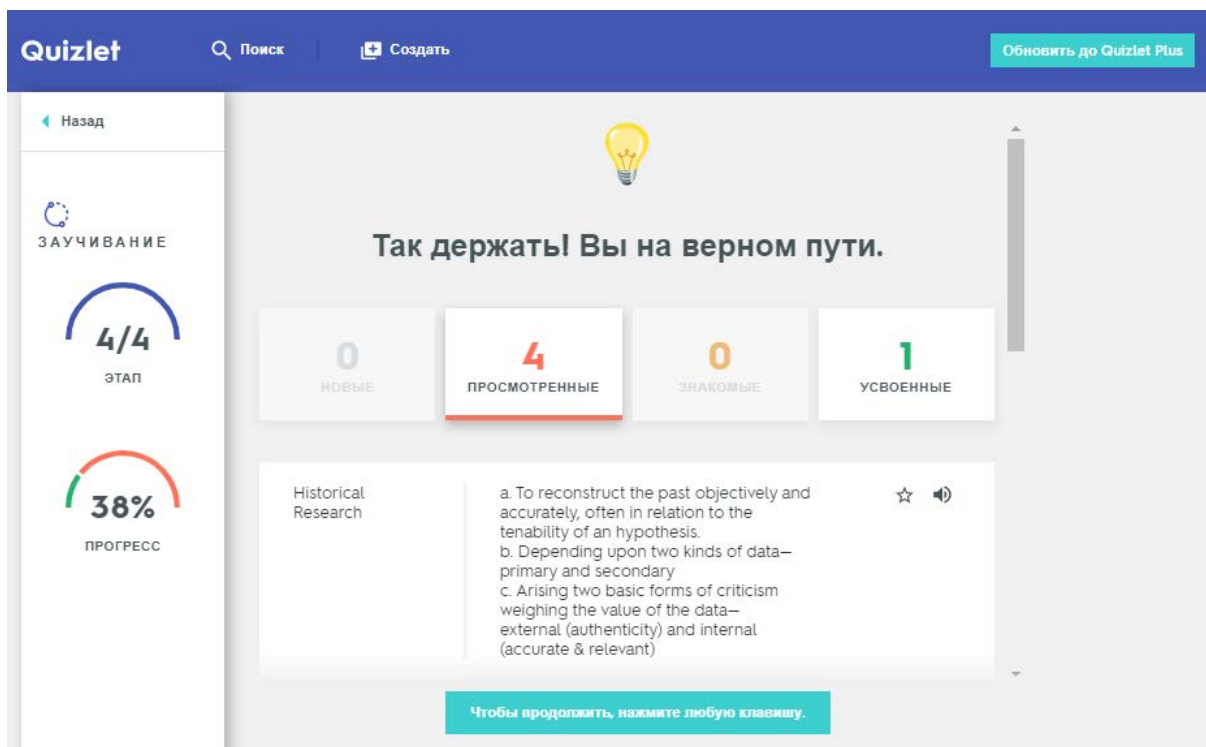 Quizlet
Поиск
Создать
Обновить до Quizlet Plus
Назад
ЗАУЧИВАНИЕ
4/4
ЭТАП
38%
ПРОГРЕСС
Так держать! Вы на верном пути.
0
НОВЫЕ
4
ПРОСМОТРЕННЫЕ
0
ЗНАКОМЫЕ
1
УСВОЕННЫЕ
Historical
Research
a. To reconstruct the past objectively and
accurately, often in relation to the
tenability of an hypothesis.
b. Depending upon two kinds of data—
primary and secondary
c. Arising two basic forms of criticism
weighing the value of the data—
external (authenticity) and internal
(accurate & relevant)
Чтобы продолжить, нажмите любую клавишу.